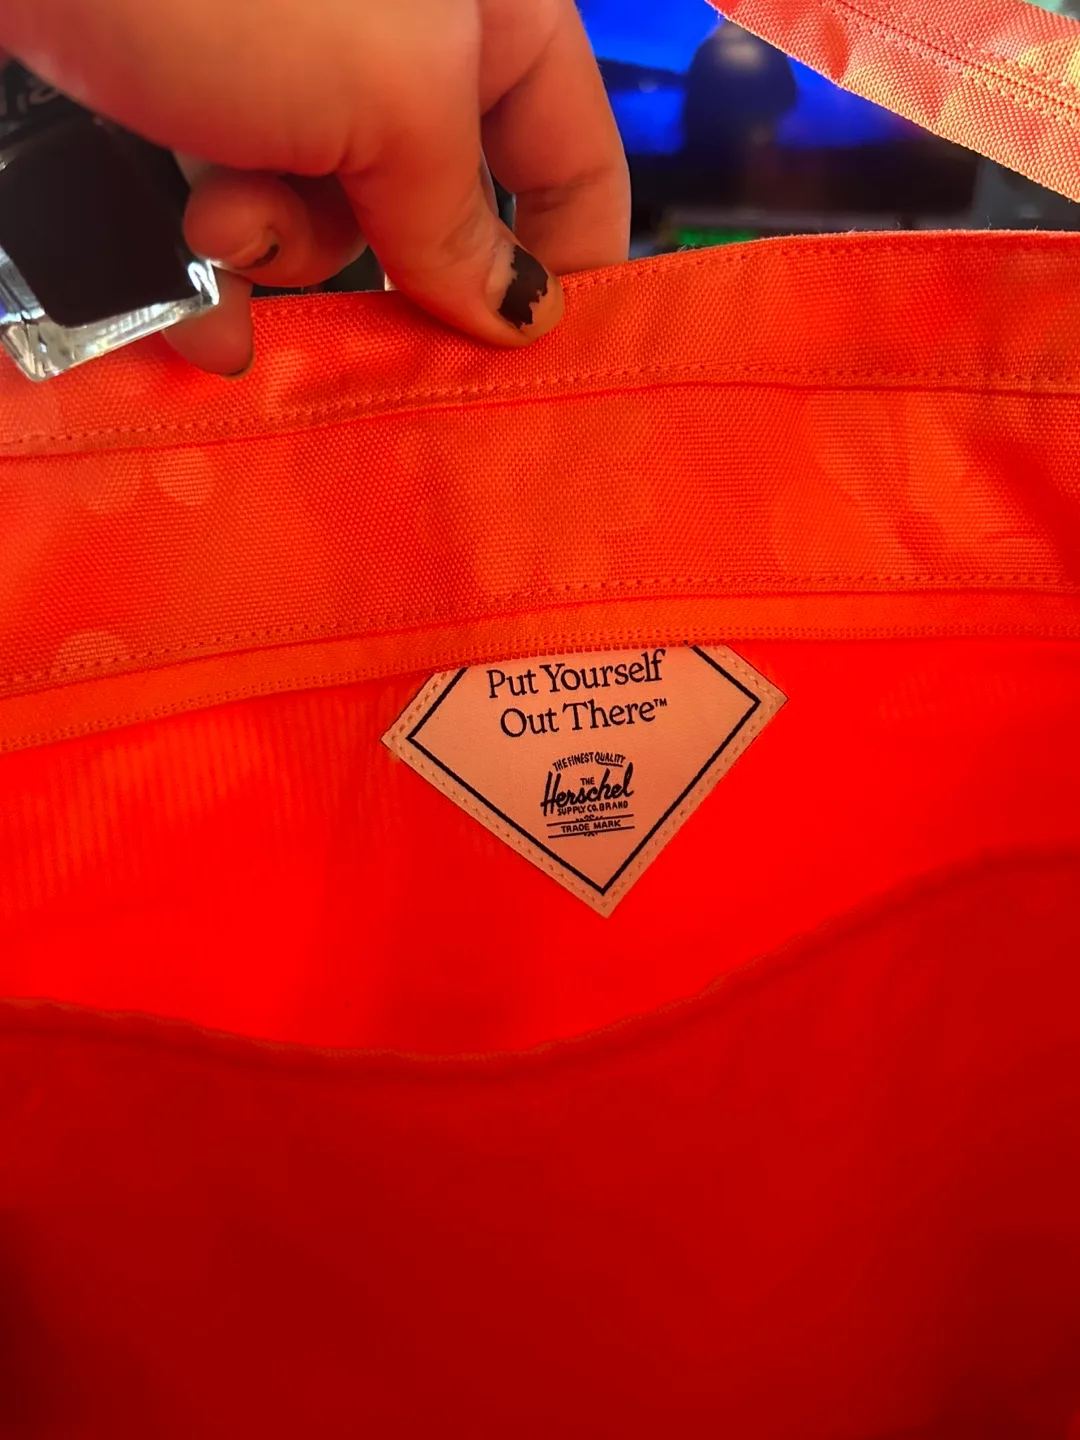 Put Yourself
Out There™
THE FINEST QUALITY
THE
Herschel
SUPPLY CO. BRAND
TRADE MARK